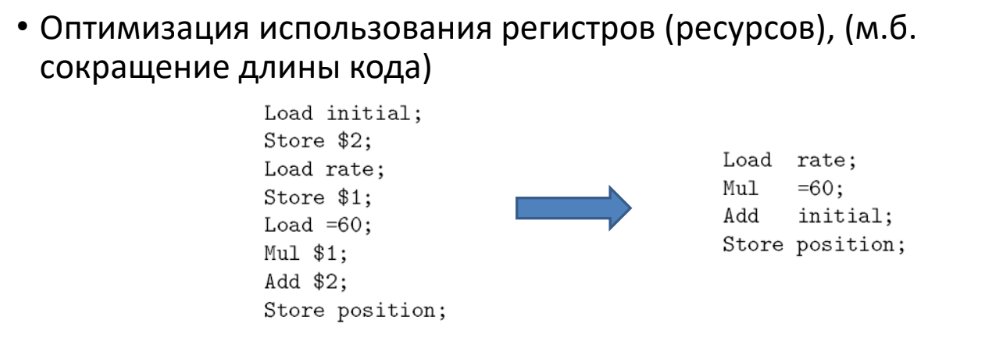 • Оптимизация использования регистров (ресурсов), (м.б.
сокращение длины кода)
Load initial;
Store $2;
Load rate;
Store $1;
Load =60;
Mul $1;
Add $2;
Store position;
Load rate;
Mul =60;
Add initial;
Store position;